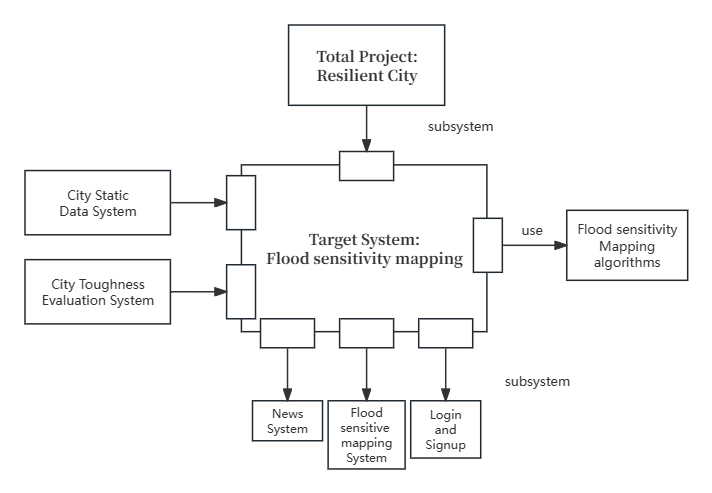 Total Project:
Resilient City
subsystem
City Static
Data System
Target System:
Flood sensitivity mapping
use
Flood sensitivity
Mapping
algorithms
City Toughness
Evaluation System
subsystem
News
System
Flood
sensitive
mapping
System
Login
and
Signup